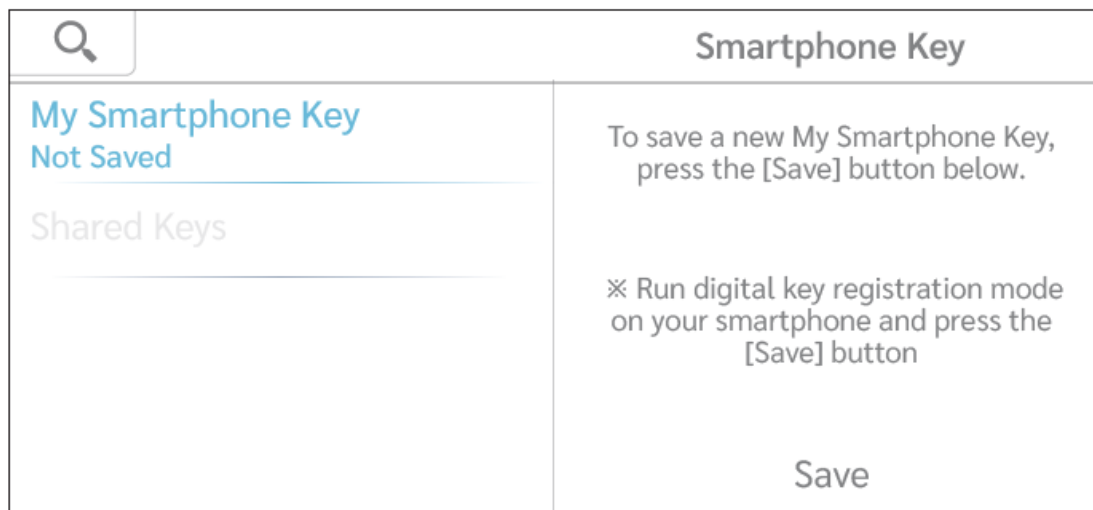 Smartphone Key
My Smartphone Key
Not Saved
Shared Keys
To save a new My Smartphone Key,
press the [Save] button below.
※ Run digital key registration mode
on your smartphone and press the
[Save] button
Save